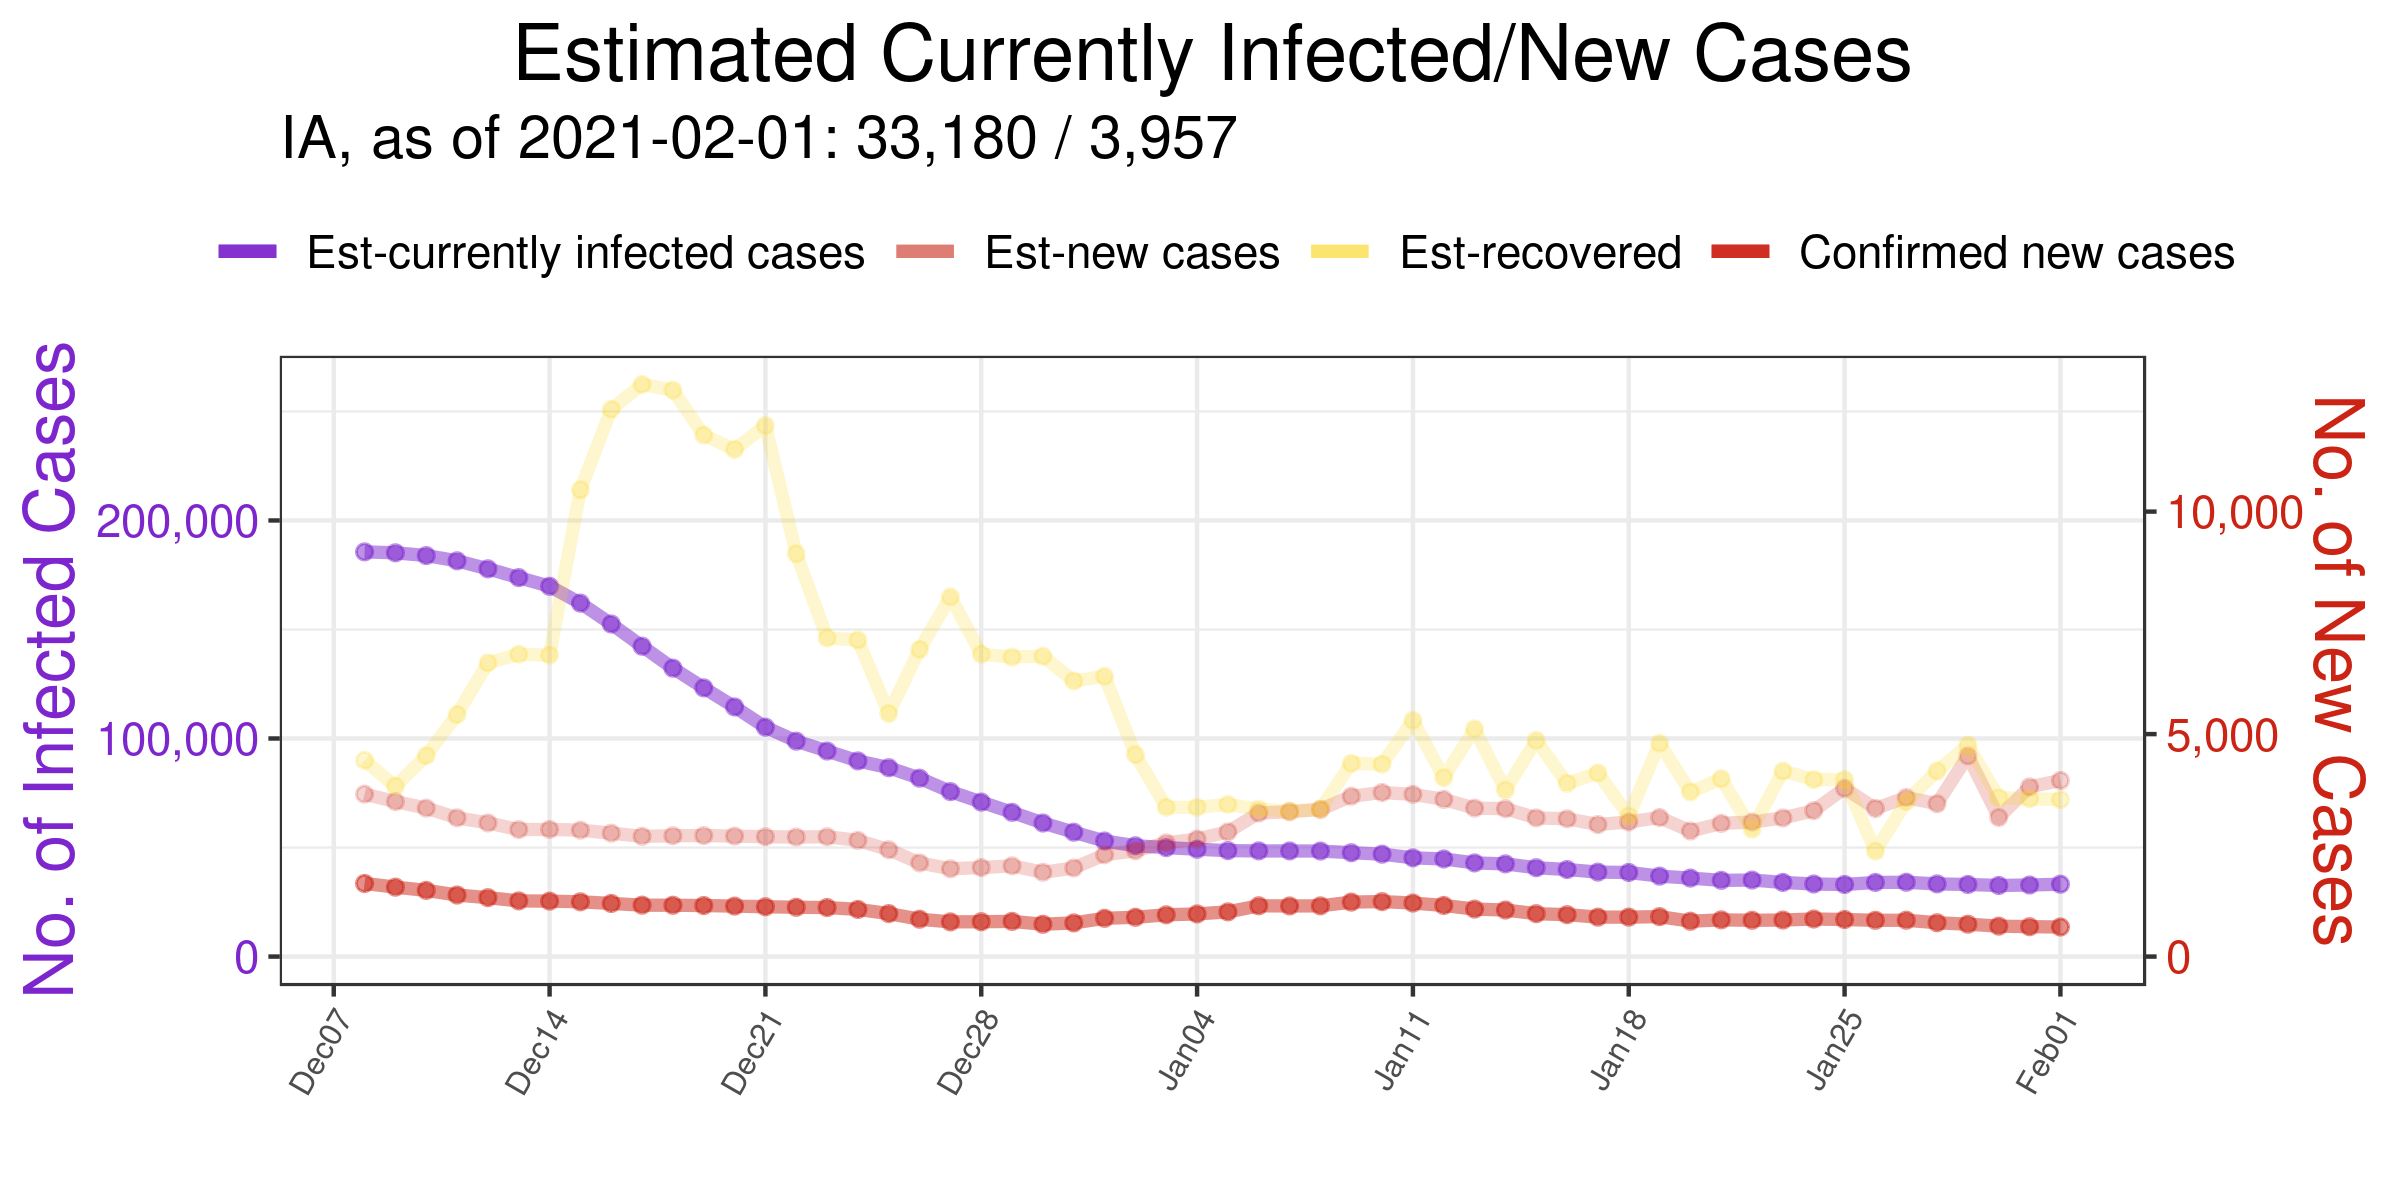 Estimated Currently Infected/New Cases
IA, as of 2021-02-01: 33,180 / 3,957
Est-currently infected cases
Est-new cases
Est-recovered
Confirmed new cases
No. of Infected Cases
200,000
100,000
0
10,000
5,000
0
No. of New Cases
Dec07
Dec14
Dec21
Dec28
Jan04
Jan11
Jan18
Jan25
Feb01